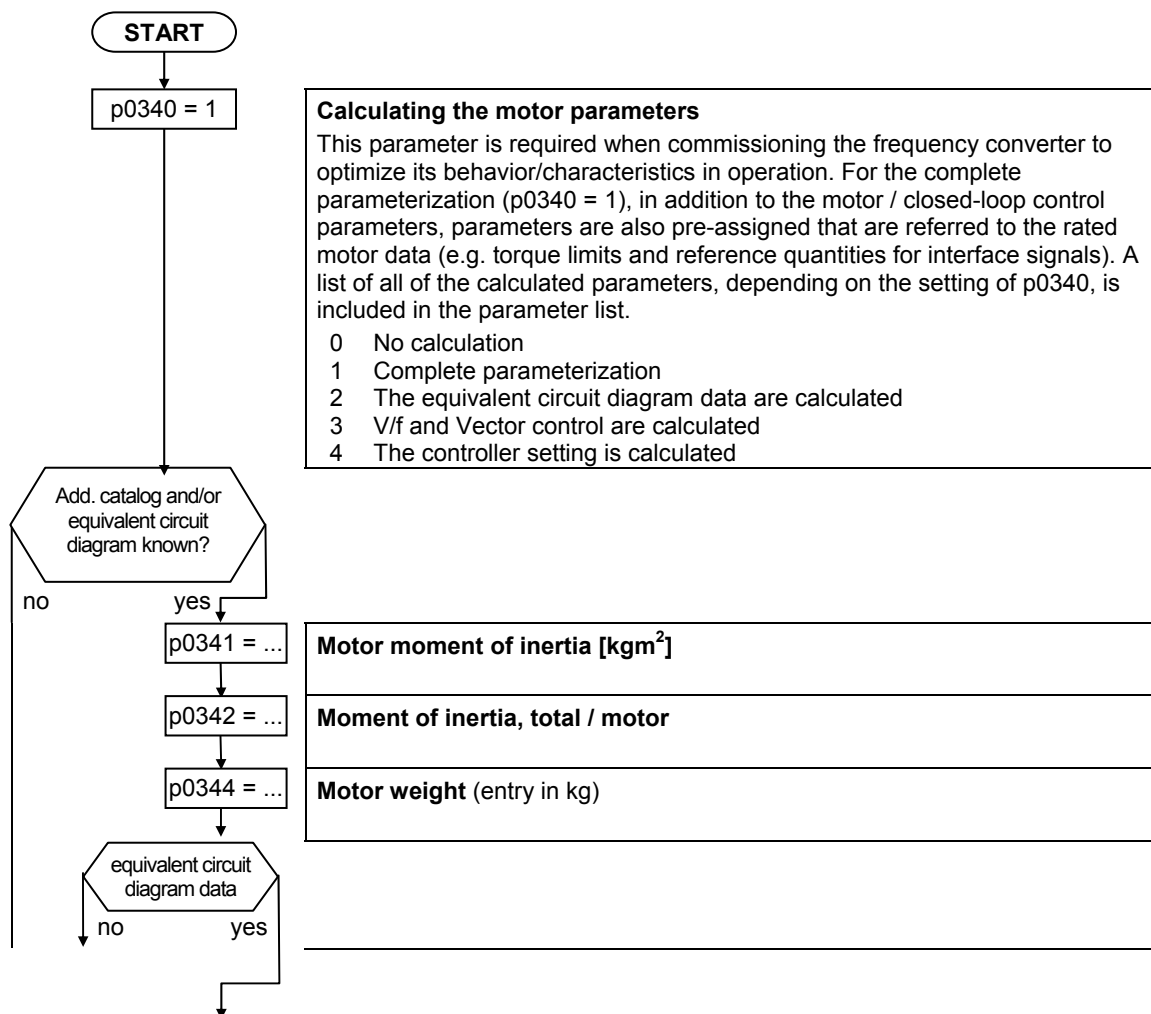 START
p0340 = 1
Calculating the motor parameters
This parameter is required when commissioning the frequency converter to
optimize its behavior/characteristics in operation. For the complete
parameterization (p0340 = 1), in addition to the motor / closed-loop control
parameters, parameters are also pre-assigned that are referred to the rated
motor data (e.g. torque limits and reference quantities for interface signals). A
list of all of the calculated parameters, depending on the setting of p0340, is
included in the parameter list.
0 No calculation
1 Complete parameterization
2 The equivalent circuit diagram data are calculated
3 V/f and Vector control are calculated
4 The controller setting is calculated
Add. catalog and/or
equivalent circuit
diagram known?
no yes
p0341 = ...
Motor moment of inertia [kgm²]
p0342 = ...
Moment of inertia, total / motor
p0344 = ...
Motor weight (entry in kg)
equivalent circuit
diagram data
no yes